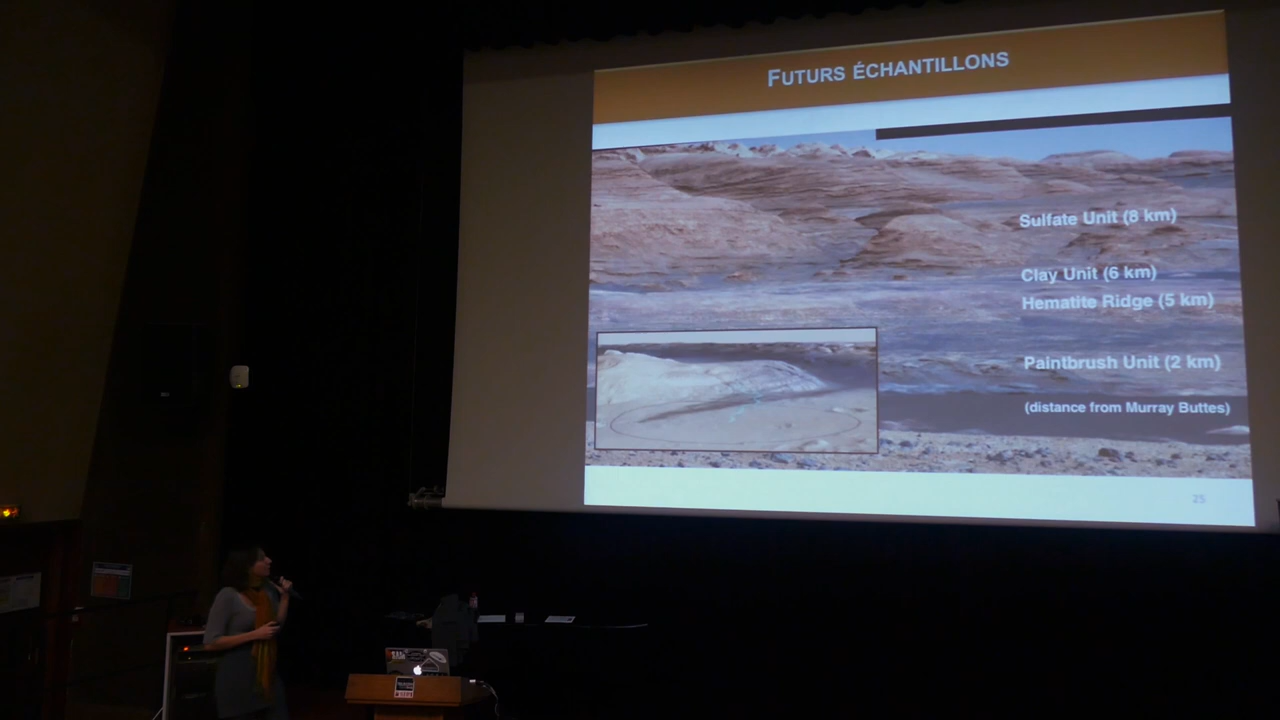 FUTURS ÉCHANTILLONS
Sulfate Unit (8 km)
Clay Unit (6 km)
Hematite Ridge (5 km)
Paintbrush Unit (2 km)
(distance from Murray Buttes)
25